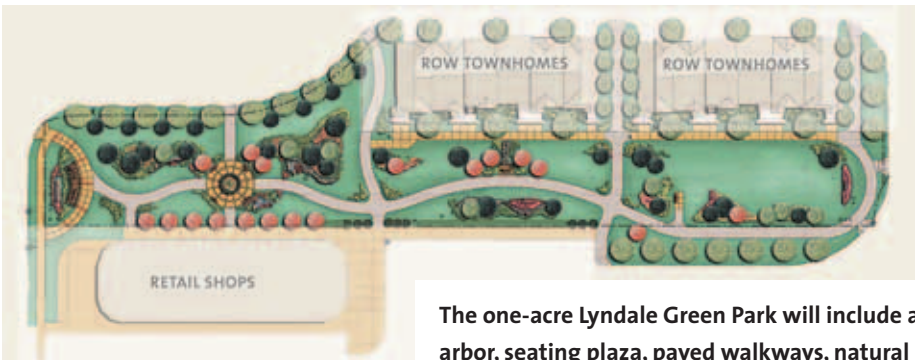 ROW TOWNHOMES
ROW TOWNHOMES
RETAIL SHOPS
The one-acre Lyndale Green Park will include a
arbor, seating plaza, paved walkways, natural